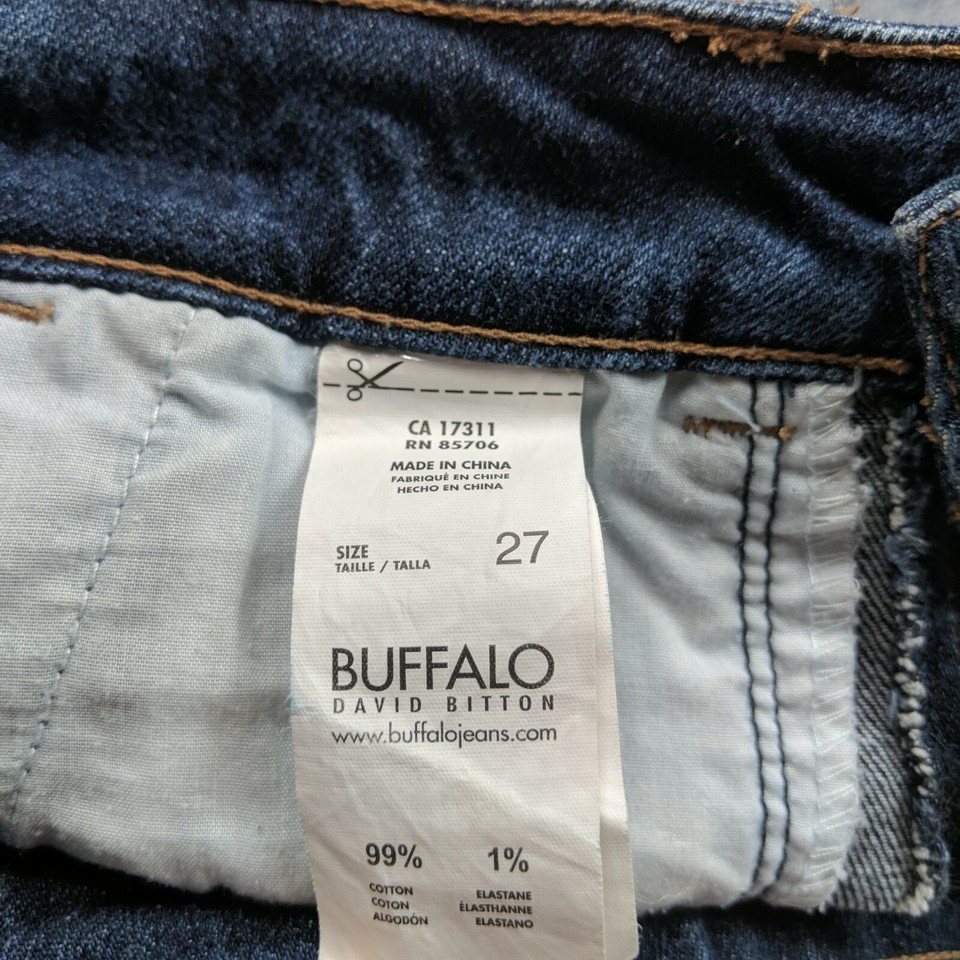 CA 17311
RN 85706
MADE IN CHINA
FABRIQUÉ EN CHINE
HECHO EN CHINA
SIZE 27
TAILLE / TALLA
BUFFALO
DAVID BITTON
www.buffalojeans.com
99% 1%
COTTON ELASTANE
COTON ÉLASTHANNE
ALGODÓN ELASTANO